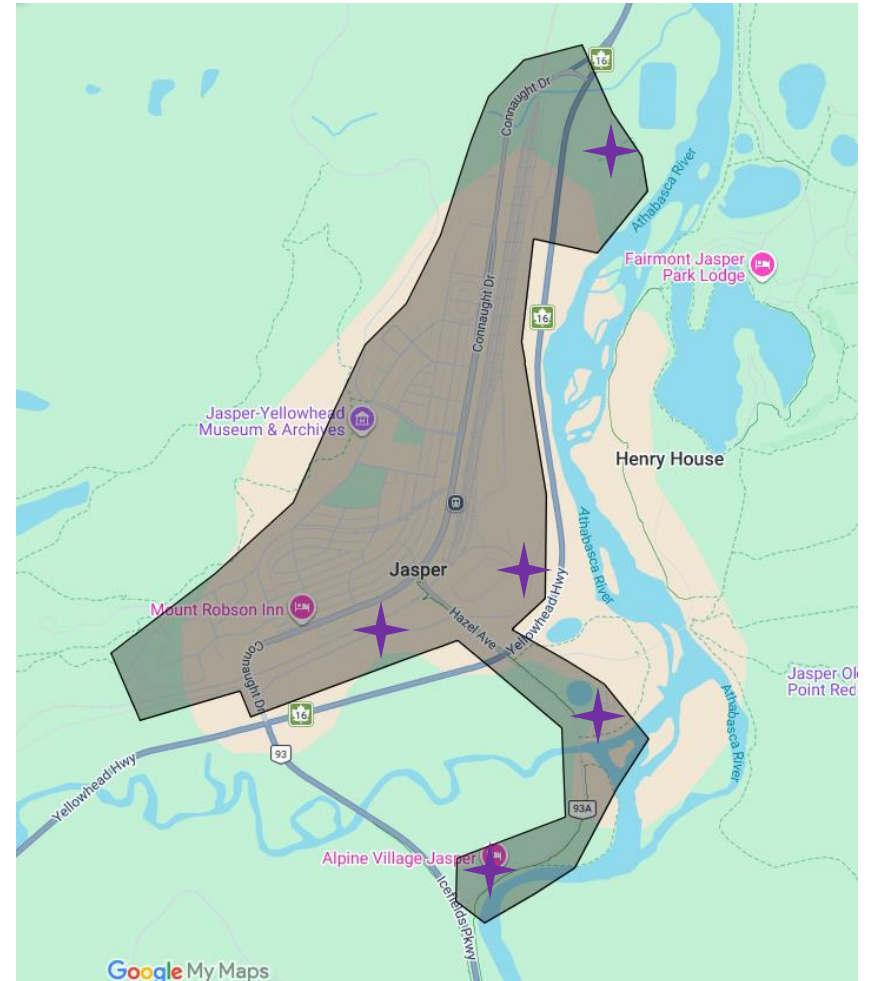 16
Connaught Dr
Athabasca River
Fairmont Jasper
Park Lodge
16
Connaught Dr
Jasper-Yellowhead
Museum & Archives
Henry House
Athabasca River
Jasper
Mount Robson Inn
Hazel Ave
Yellowhead Hwy
Connaught Dr
Jasper Ol
Point Red
Athabasca River
16
93
Yellowhead Hwy
93A
Alpine Village Jasper
Icefields Pkwy
Google My Maps